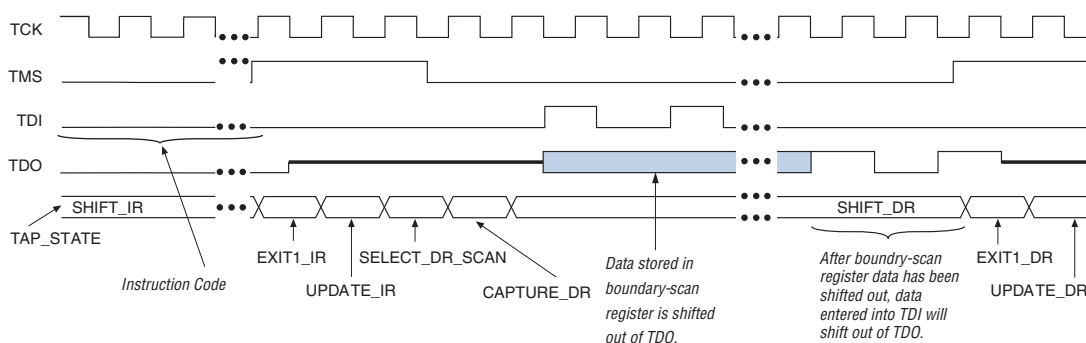 TCK
TMS
TDI
TDO
SHIFT_IR
SHIFT_DR
TAP_STATE
EXIT1_IR
SELECT_DR_SCAN
EXIT1_DR
Instruction Code
UPDATE_IR
CAPTURE_DR
UPDATE_DR
Data stored in
boundary-scan
register is shifted
out of TDO.
After boundry-scan
register data has been
shifted out, data
entered into TDI will
shift out of TDO.